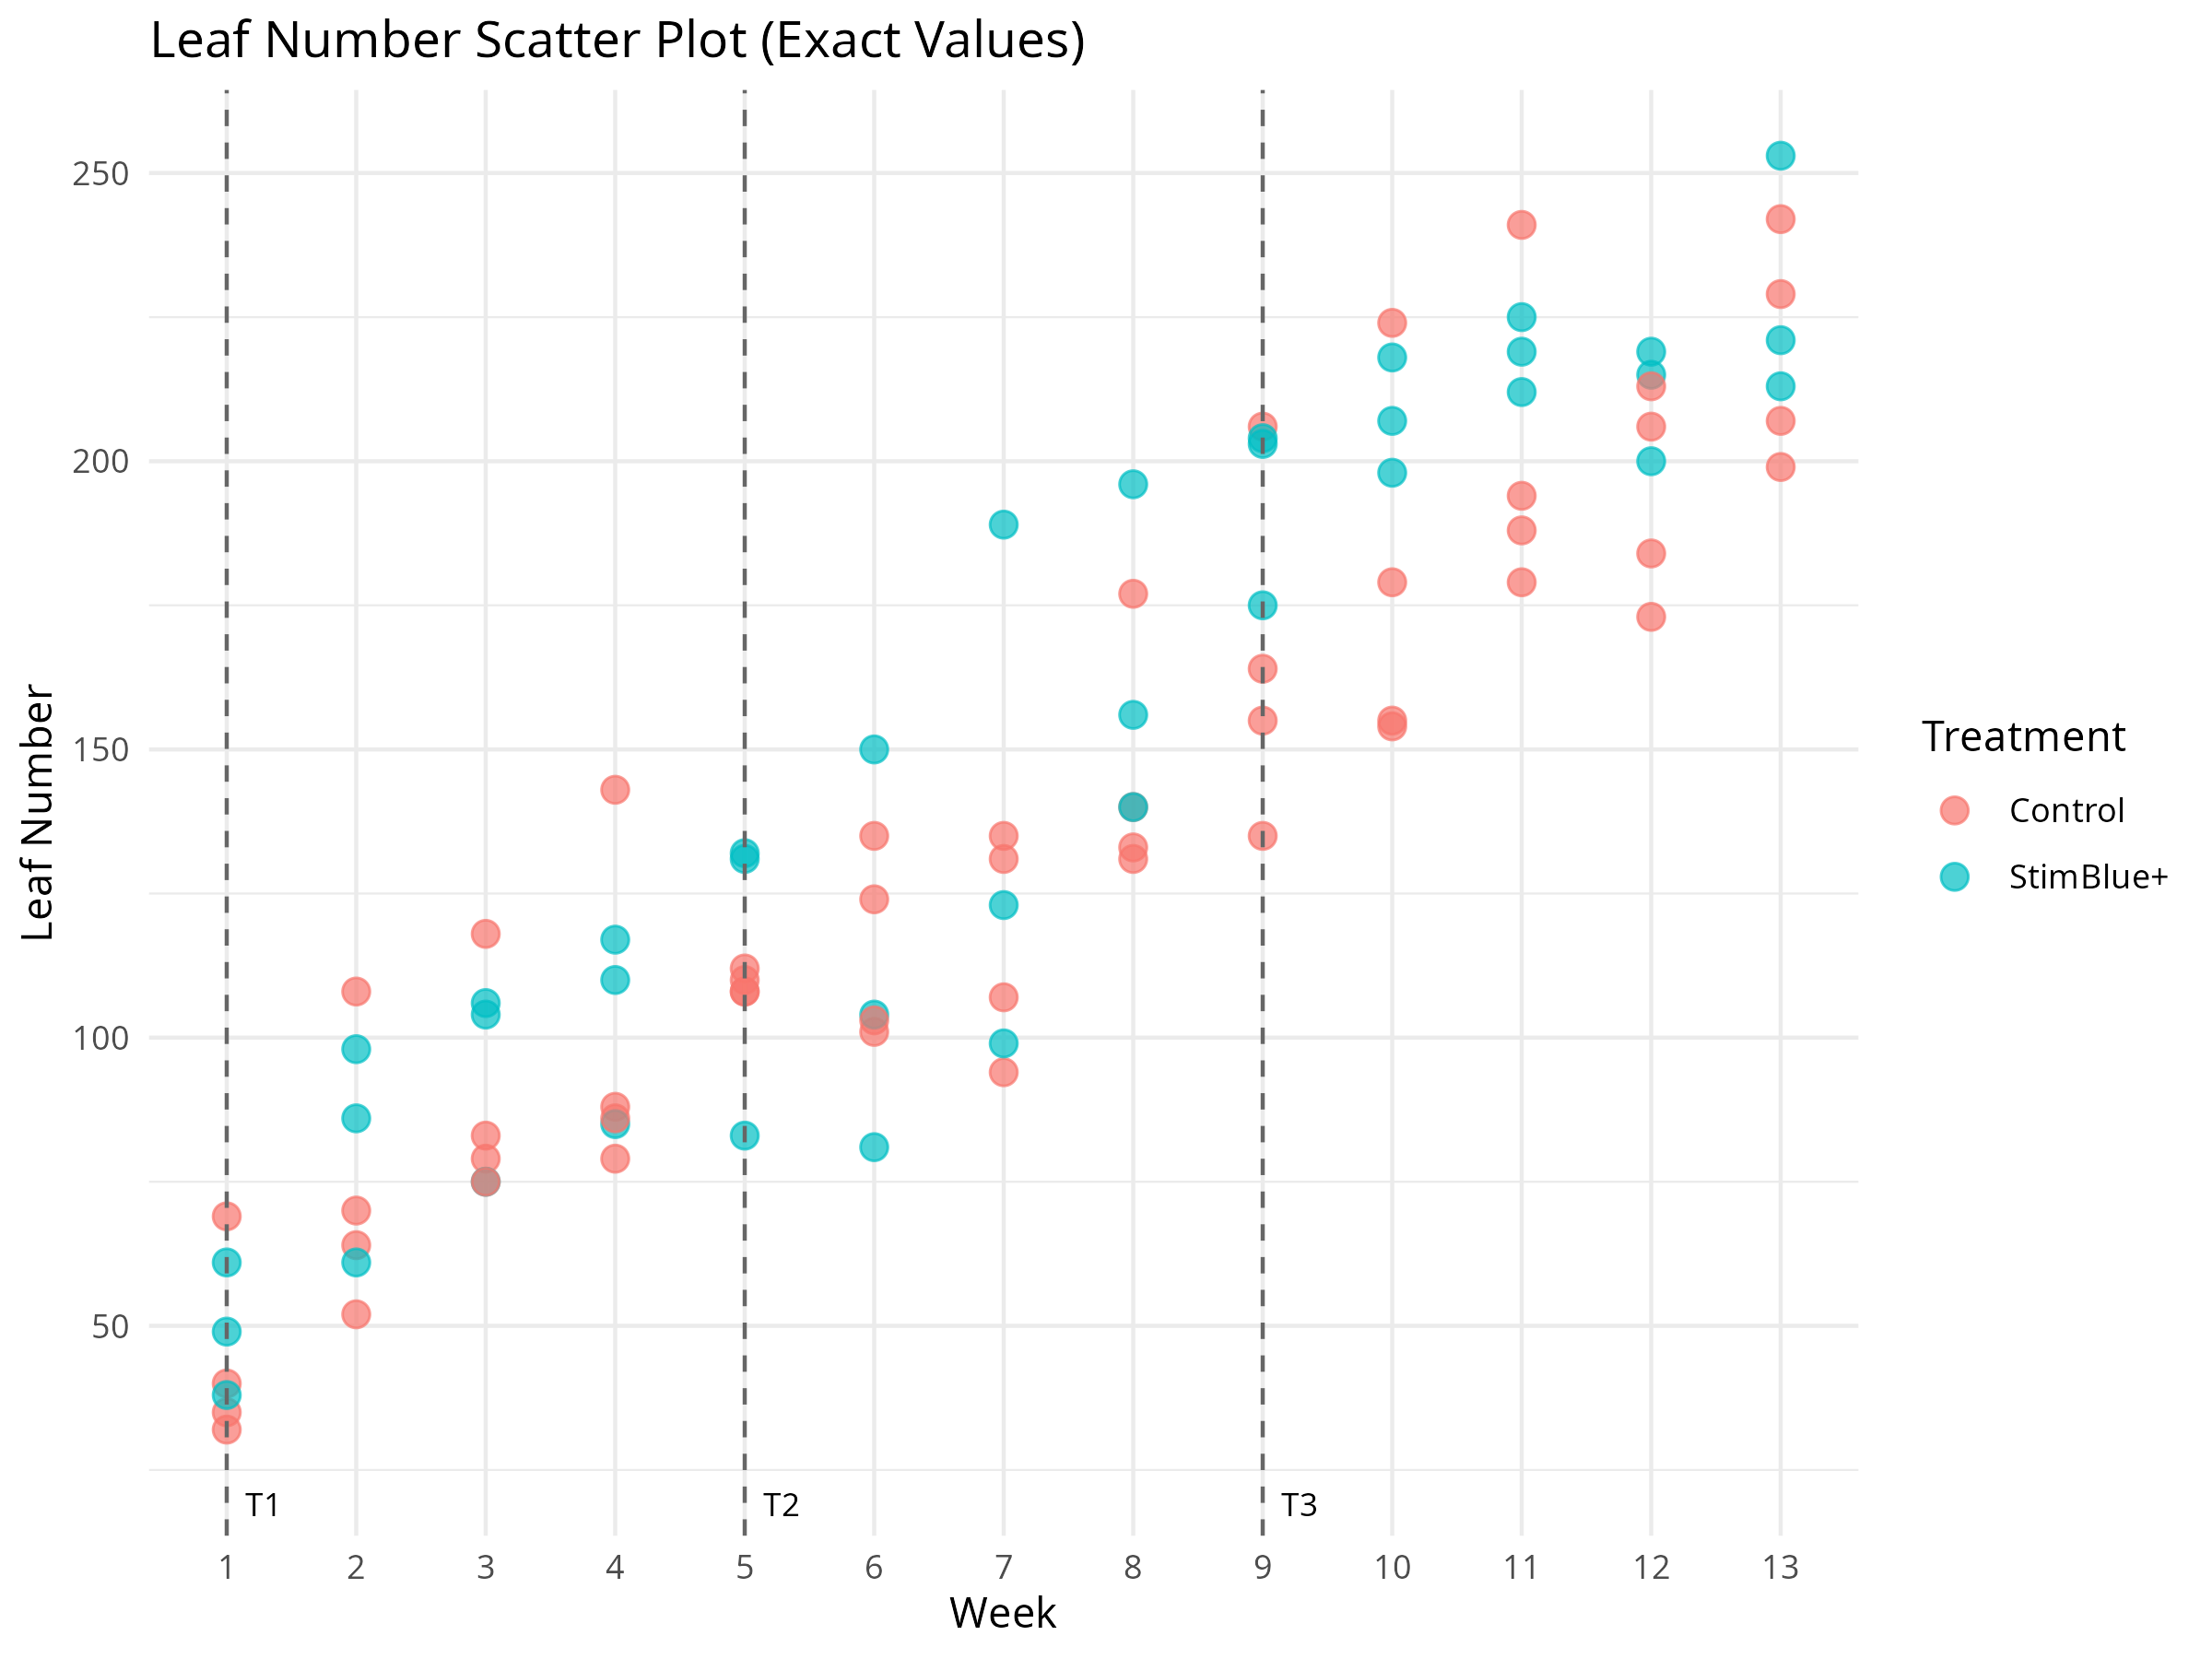 Leaf Number Scatter Plot (Exact Values)
250
200
150
100
50
Leaf Number
T1
T2
T3
1 2 3 4 5 6 7 8 9 10 11 12 13
Week
Treatment
Control
StimBlue+